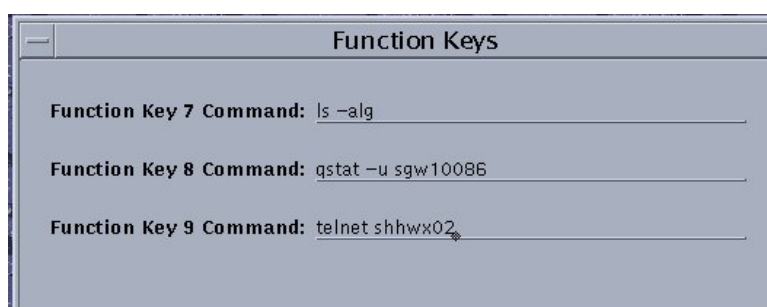 Function Keys
Function Key 7 Command: ls -alg
Function Key 8 Command: qstat -u sgw10086
Function Key 9 Command: telnet shhwx02